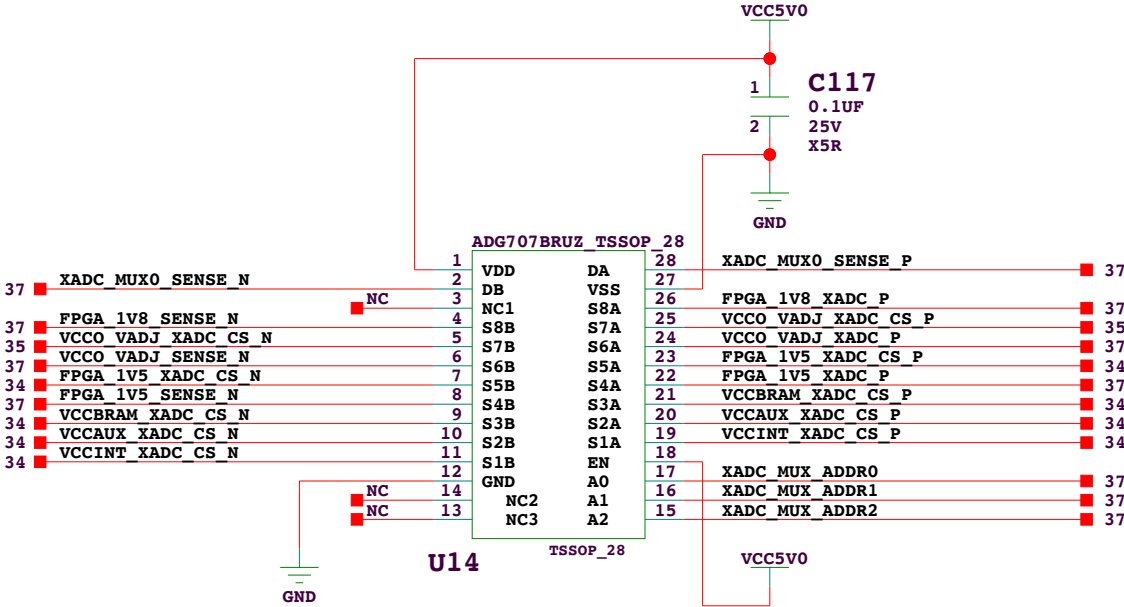 VCC5V0
1 C117
0.1UF
2 25V
X5R
GND
ADG707BRUZ_TSSOP_28
1 VDD DA 28 XADC_MUX0_SENSE_P 37
37 XADC_MUX0_SENSE_N 2 DB VSS 27
NC 3 NC1 S8A 26 FPGA_1V8_XADC_P 37
37 FPGA_1V8_SENSE_N 4 S8B S7A 25 VCCO_VADJ_XADC_CS_P 35
35 VCCO_VADJ_XADC_CS_N 5 S7B S6A 24 VCCO_VADJ_XADC_P 37
37 VCCO_VADJ_SENSE_N 6 S6B S5A 23 FPGA_1V5_XADC_CS_P 34
34 FPGA_1V5_XADC_CS_N 7 S5B S4A 22 FPGA_1V5_XADC_P 37
37 FPGA_1V5_SENSE_N 8 S4B S3A 21 VCCBRAM_XADC_CS_P 34
34 VCCBRAM_XADC_CS_N 9 S3B S2A 20 VCCAUX_XADC_CS_P 34
34 VCCAUX_XADC_CS_N 10 S2B S1A 19 VCCINT_XADC_CS_P 34
34 VCCINT_XADC_CS_N 11 S1B EN 18
12 GND A0 17 XADC_MUX_ADDR0 37
NC 14 NC2 A1 16 XADC_MUX_ADDR1 37
NC 13 NC3 A2 15 XADC_MUX_ADDR2 37
U14 TSSOP_28 VCC5V0
GND